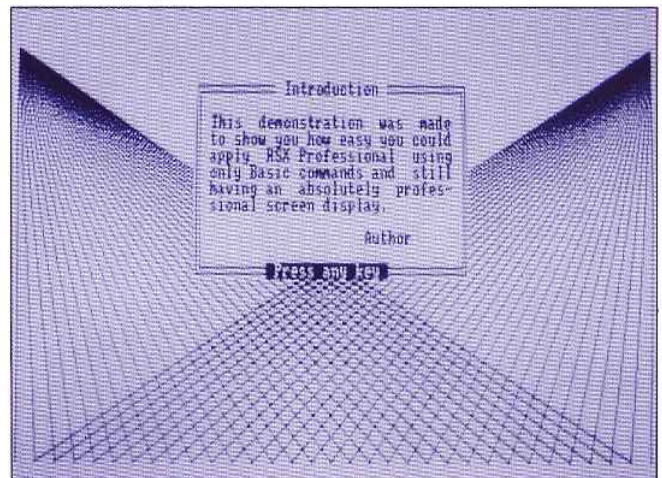 Introduction
This demonstration was made
to show you how easy you could
apply RSX Professional using
only Basic commands and still
having an absolutely profes-
sional screen display.
Author
Press any key